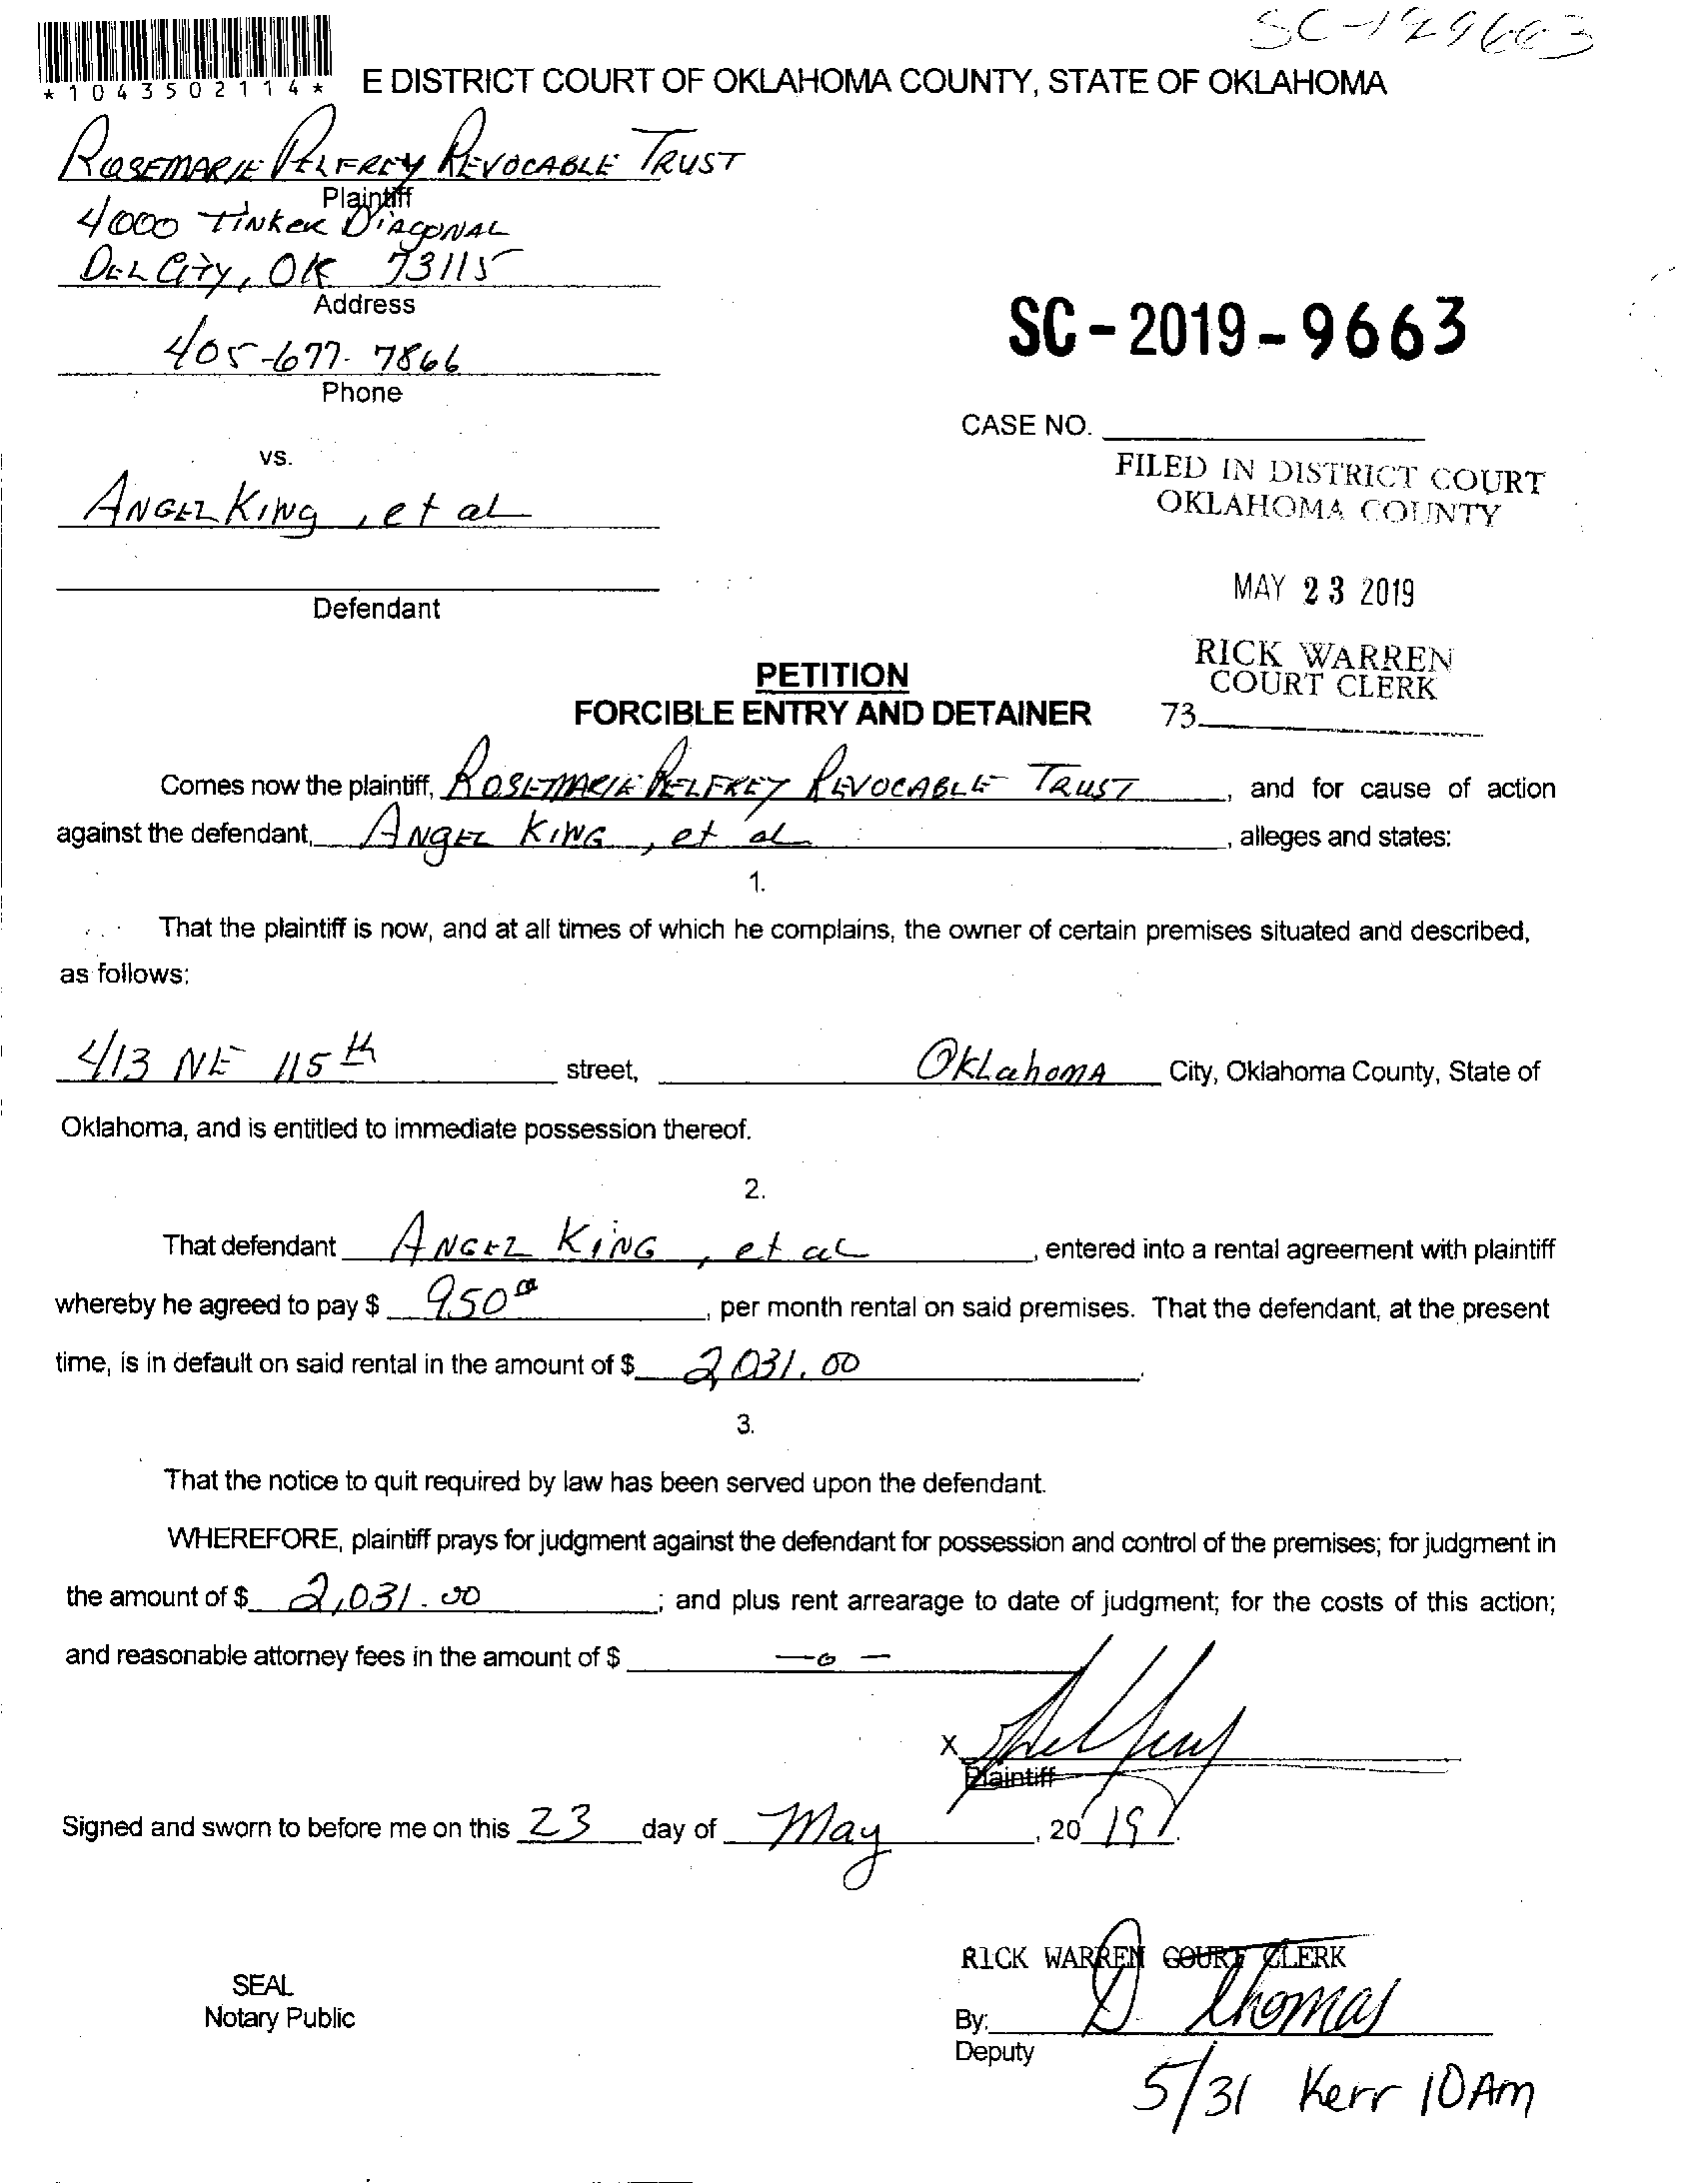 SC-129663
*1043502114*
E DISTRICT COURT OF OKLAHOMA COUNTY, STATE OF OKLAHOMA
ROSEMARIE PELFREY REVOCABLE TRUST
Plaintiff
4000 TINKER DIAGONAL
DEL CITY, OK 73115
Address
405-677-7866
Phone
SC-2019-9663
CASE NO.
vs.
FILED IN DISTRICT COURT
OKLAHOMA COUNTY
ANGEL KING, et al
MAY 23 2019
Defendant
RICK WARREN
COURT CLERK
73
PETITION
FORCIBLE ENTRY AND DETAINER
Comes now the plaintiff, ROSEMARIE PELFREY REVOCABLE TRUST, and for cause of action
against the defendant, ANGEL KING, et al, alleges and states:
1.
That the plaintiff is now, and at all times of which he complains, the owner of certain premises situated and described,
as follows:
413 NE 115th street, Oklahoma City, Oklahoma County, State of
Oklahoma, and is entitled to immediate possession thereof.
2.
That defendant ANGEL KING, et al, entered into a rental agreement with plaintiff
whereby he agreed to pay $ 950 00, per month rental on said premises. That the defendant, at the present
time, is in default on said rental in the amount of $ 2,031.00.
3.
That the notice to quit required by law has been served upon the defendant.
WHEREFORE, plaintiff prays for judgment against the defendant for possession and control of the premises; for judgment in
the amount of $ 2,031.00; and plus rent arrearage to date of judgment; for the costs of this action;
and reasonable attorney fees in the amount of $ -0-
X
Plaintiff
Signed and sworn to before me on this 23 day of May, 2019.
RICK WARREN COURT CLERK
SEAL
Notary Public
By: D. Thomas
Deputy
5/31 Kerr 10AM